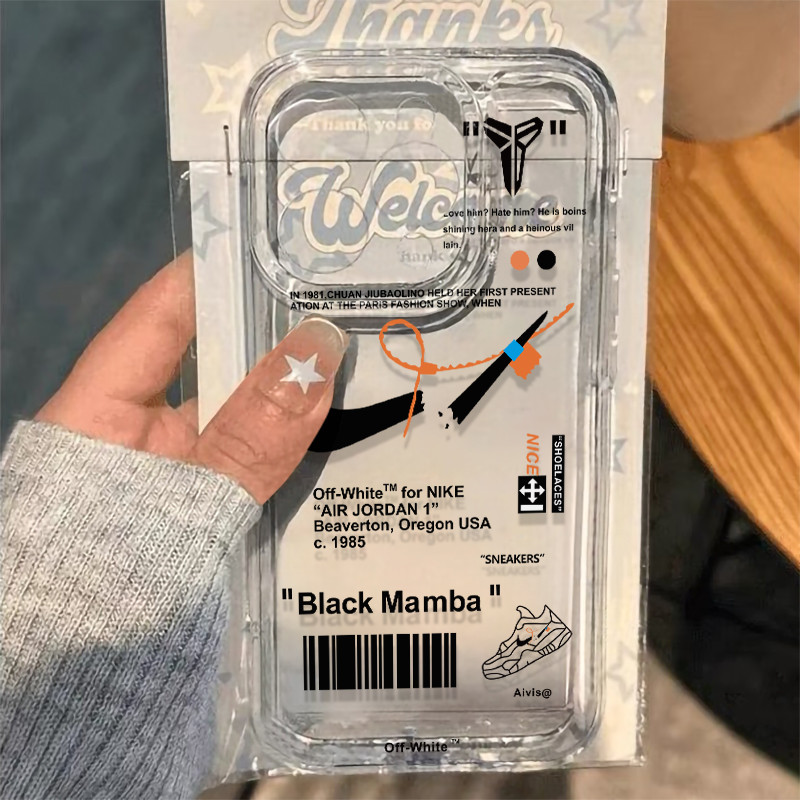 Thanks
Thank you fo
Welcome
hank
" "
Love him? Hate him? He is boins
shining hera and a heinous vil
lain.
IN 1981,CHUAN JIUBAOLINO HELD HER FIRST PRESENT
ATION AT THE PARIS FASHION SHOW, WHEN
NICE
"SHOELACES"
Off-White™ for NIKE
“AIR JORDAN 1”
Beaverton, Oregon USA
c. 1985
“SNEAKERS”
"Black Mamba"
Aivis@
Off-White™